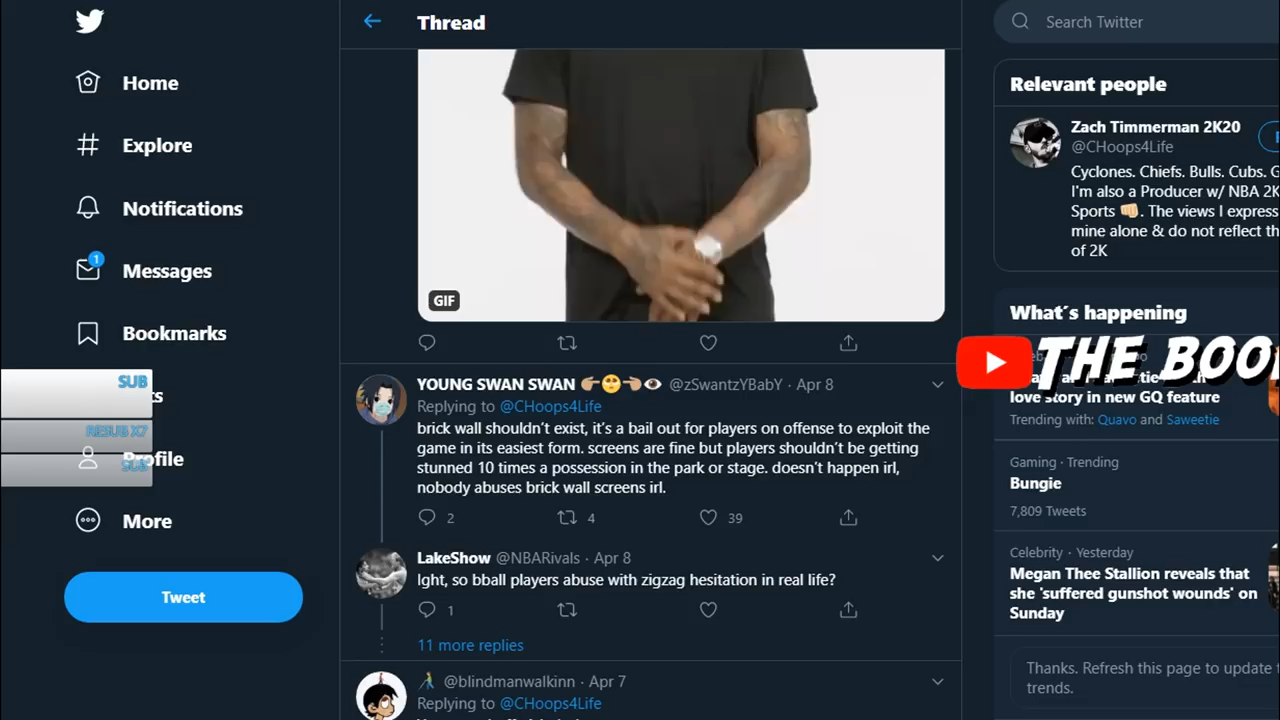 Home
Explore
Notifications
1
Messages
Bookmarks
SUB
ts
RESUB X7
Profile
SUB
More
Tweet
Thread
GIF
YOUNG SWAN SWAN 👉🥺👈👁 @zSwantzYBabY · Apr 8
Replying to @CHoops4Life
brick wall shouldn't exist, it's a bail out for players on offense to exploit the
game in its easiest form. screens are fine but players shouldn't be getting
stunned 10 times a possession in the park or stage. doesn't happen irl,
nobody abuses brick wall screens irl.
2 4 39
LakeShow @NBARivals · Apr 8
Ight, so bball players abuse with zigzag hesitation in real life?
1
11 more replies
@blindmanwalkinn · Apr 7
Replying to @CHoops4Life
Search Twitter
Relevant people
Zach Timmerman 2K20
@CHoops4Life
Cyclones. Chiefs. Bulls. Cubs. G
I'm also a Producer w/ NBA 2K
Sports 👊🏼. The views I express
mine alone & do not reflect th
of 2K
What´s happening
THE BOO
love story in new GQ feature
Trending with: Quavo and Saweetie
Gaming · Trending
Bungie
7,809 Tweets
Celebrity · Yesterday
Megan Thee Stallion reveals that
she 'suffered gunshot wounds' on
Sunday
Thanks. Refresh this page to update
trends.